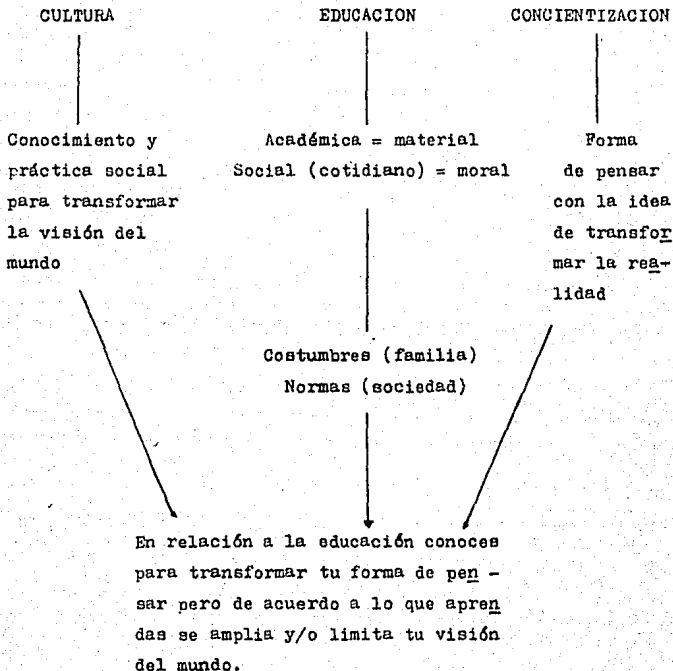 CULTURA EDUCACION CONCIENTIZACION
Conocimiento y
práctica social
para transformar
la visión del
mundo
Académica = material
Social (cotidiano) = moral
Forma
de pensar
con la idea
de transfor
mar la rea-
lidad
Costumbres (familia)
Normas (sociedad)
En relación a la educación conoces
para transformar tu forma de pen -
sar pero de acuerdo a lo que apren
das se amplia y/o limita tu visión
del mundo.